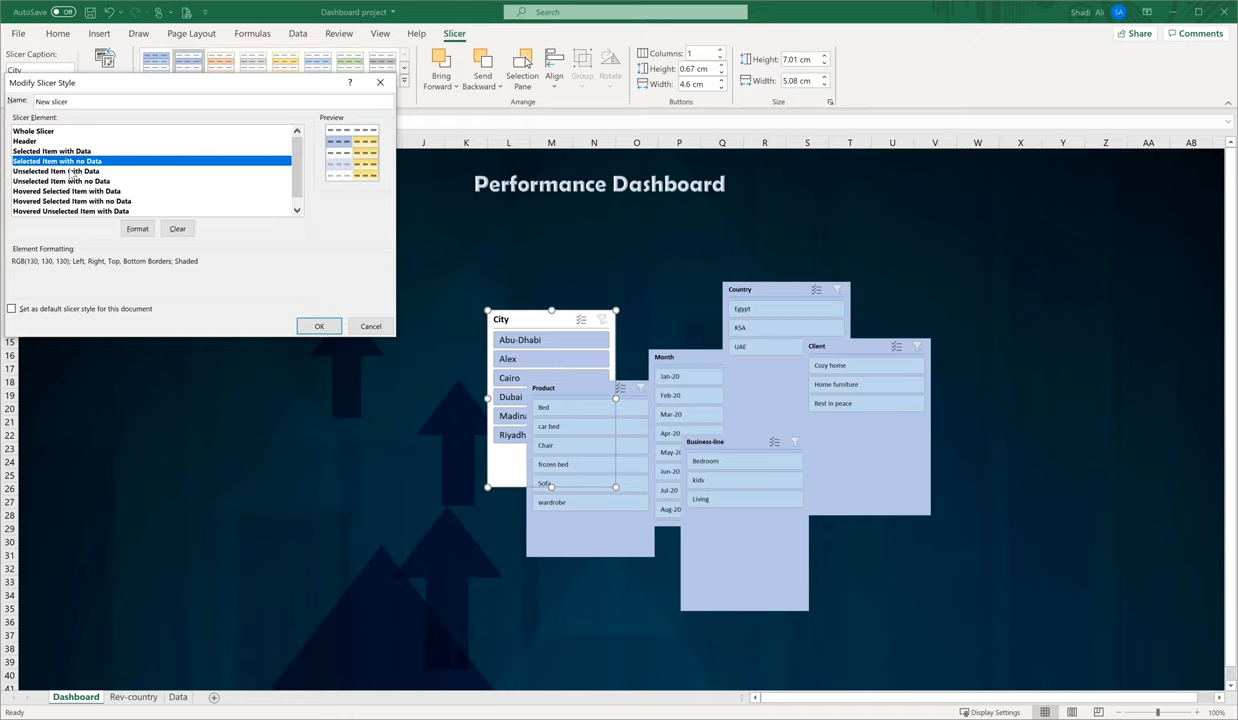 AutoSave Off
Dashboard project
Search
Shadi Ali SA
File Home Insert Draw Page Layout Formulas Data Review View Help Slicer
Share Comments
Slicer Caption:
City
Bring Forward
Send Backward
Selection Pane
Align
Group
Rotate
Arrange
Columns: 1
Height: 0.67 cm
Width: 4.6 cm
Buttons
Height: 7.01 cm
Width: 5.08 cm
Size
Modify Slicer Style ?
Name: New slicer
Slicer Element:
Whole Slicer
Header
Selected Item with Data
Selected Item with no Data
Unselected Item with Data
Unselected Item with no Data
Hovered Selected Item with Data
Hovered Selected Item with no Data
Hovered Unselected Item with Data
Preview
Format Clear
Element Formatting:
RGB(130, 130, 130); Left, Right, Top, Bottom Borders; Shaded
Set as default slicer style for this document
OK Cancel
J K L M N O P Q R S T U V W X Y Z AA AB
Performance Dashboard
City
Abu-Dhabi
Alex
Cairo
Dubai
Madina
Riyadh
Product
Bed
car bed
Chair
frozen bed
Sofa
wardrobe
Month
Jan-20
Feb-20
Mar-20
Apr-20
May-20
Jun-20
Jul-20
Aug-20
Country
Egypt
KSA
UAE
Client
Cozy home
Home furniture
Rest in peace
Business-line
Bedroom
kids
Living
15
16
17
18
19
20
21
22
23
24
25
26
27
28
29
30
31
32
33
34
35
36
37
38
39
40
41
Dashboard Rev-country Data
Ready
Display Settings
100%